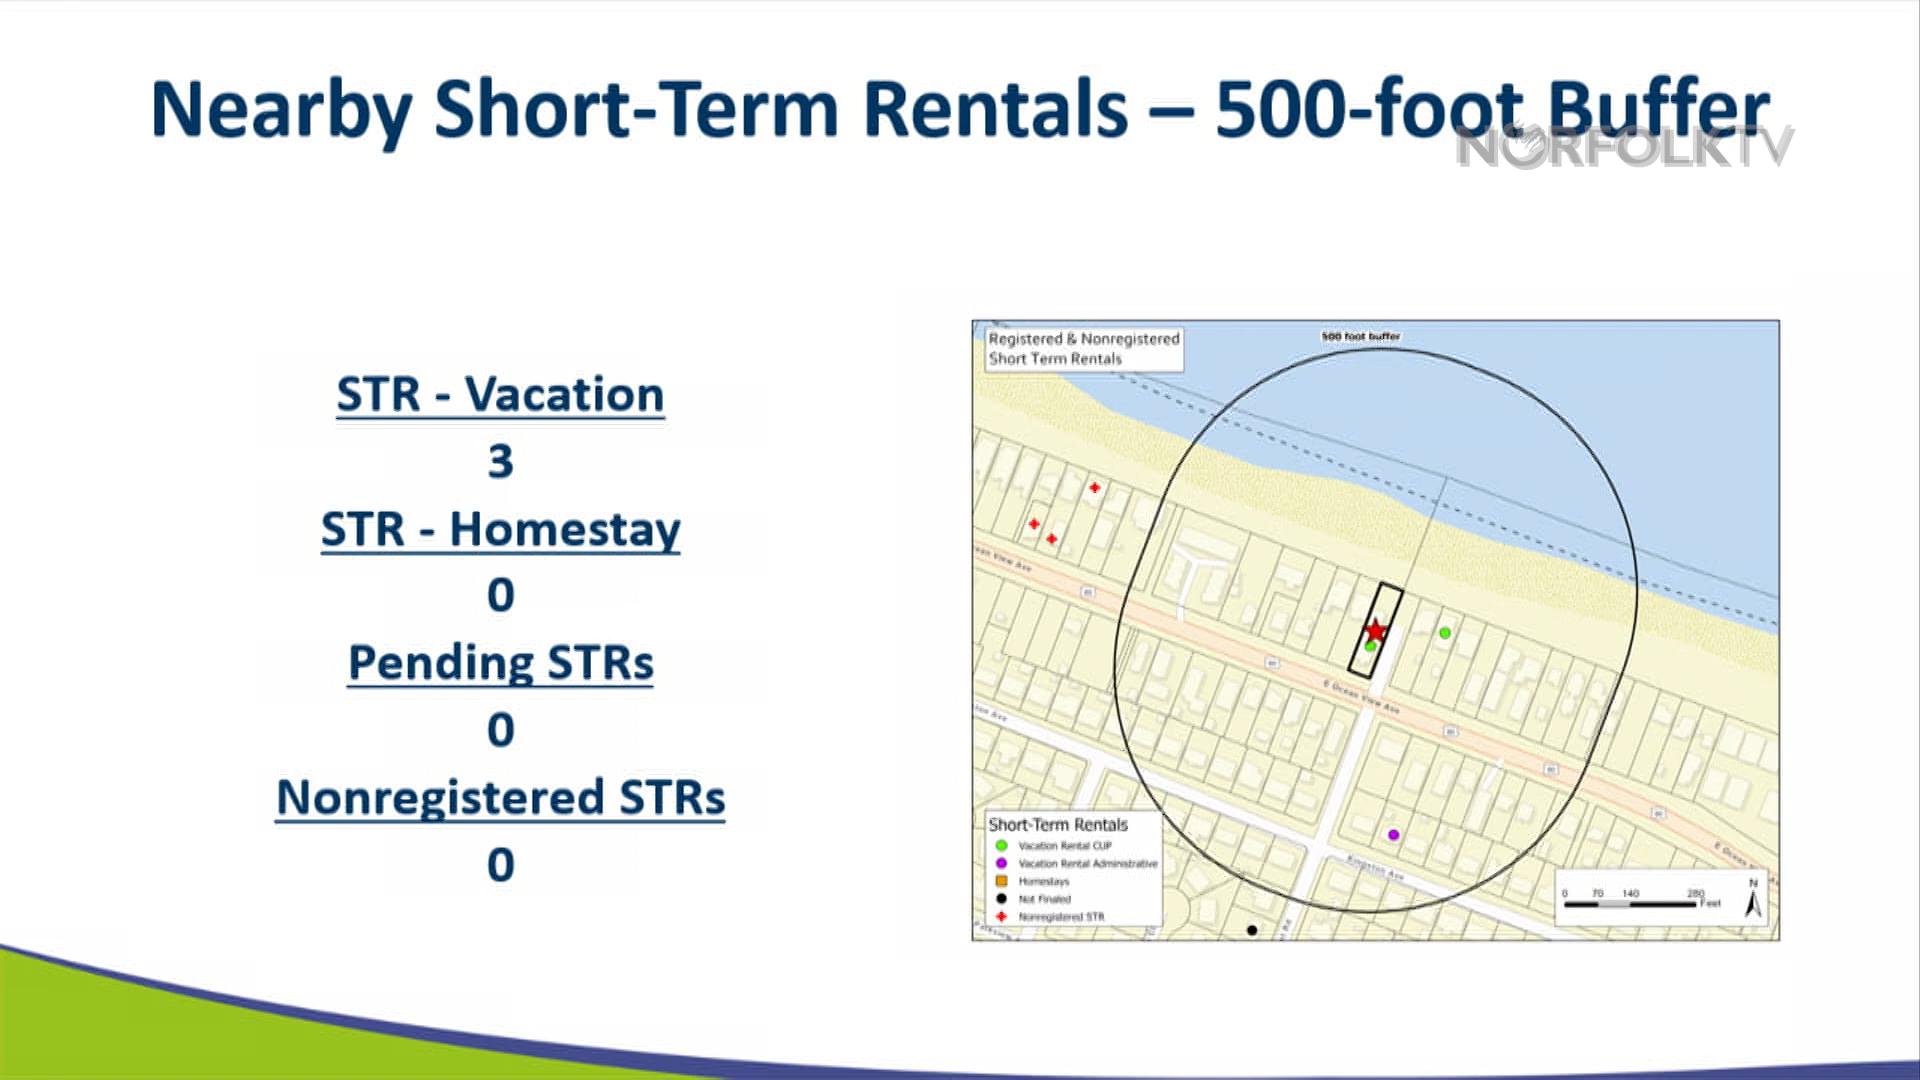 Nearby Short-Term Rentals – 500-foot Buffer
NORFOLKTV
STR - Vacation
3
STR - Homestay
0
Pending STRs
0
Nonregistered STRs
0
Registered & Nonregistered
Short Term Rentals
500 foot buffer
E Ocean View Ave
Kingston Ave
Short-Term Rentals
Vacation Rental CUP
Vacation Rental Administrative
Homestays
Not Finaled
Nonregistered STR
0 70 140 280
Feet
N